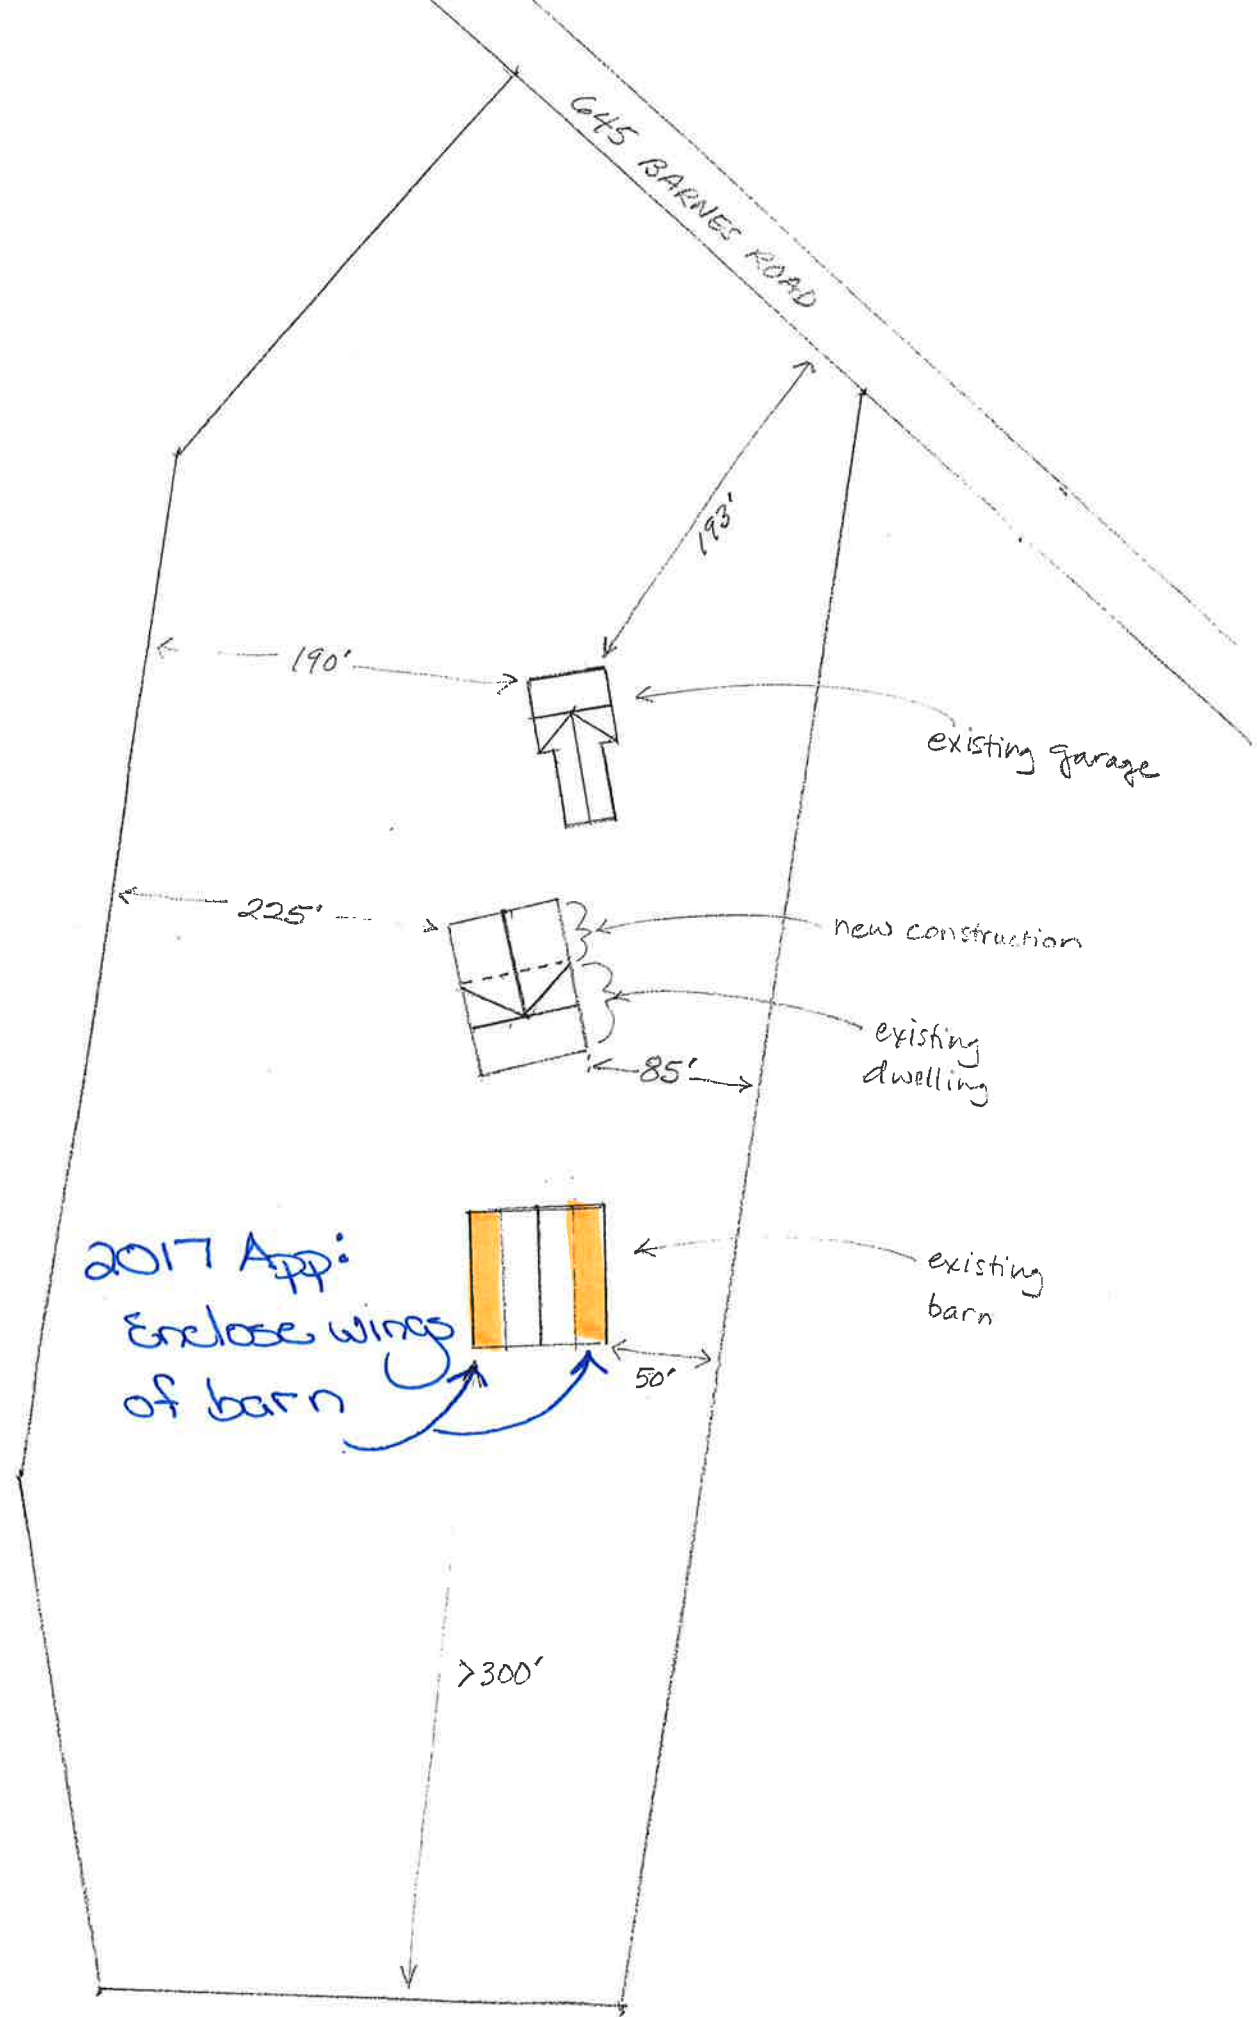 645 BARNES ROAD
193'
190'
existing garage
225'
new construction
existing
dwelling
85'
2017 App:
Enclose wings
of barn
existing
barn
50'
>300'